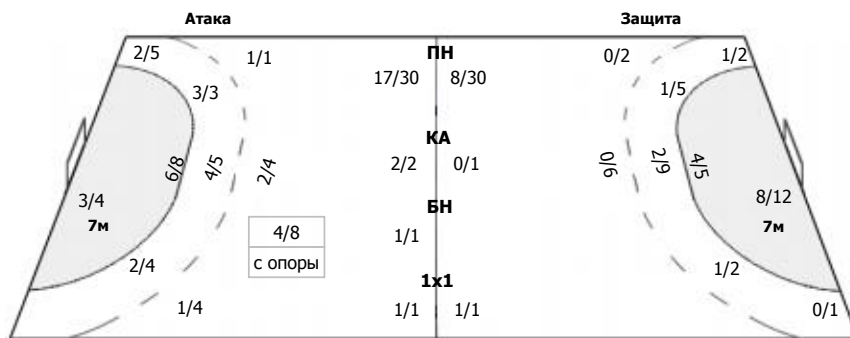 Атака Защита
2/5 1/1 ПН 0/2 1/2
17/30 8/30
3/3 1/5
КА
6/8 4/5 2/4 2/2 0/1 0/6 2/9 4/5
3/4 БН 8/12
7м 7м
4/8 1/1
с опоры
2/4 1/2
1x1
1/4 1/1 1/1 0/1